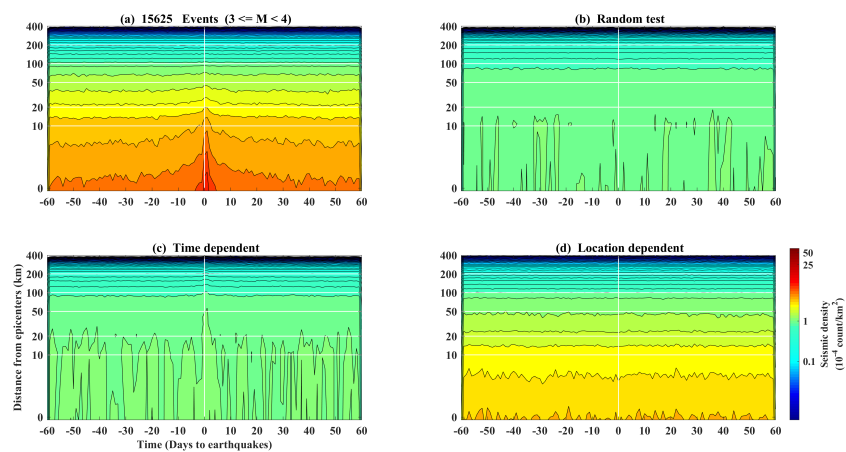 (a) 15625 Events (3 <= M < 4)
400
200
100
50
20
10
0
-60 -50 -40 -30 -20 -10 0 10 20 30 40 50 60
(b) Random test
400
200
100
50
20
10
0
-60 -50 -40 -30 -20 -10 0 10 20 30 40 50 60
(c) Time dependent
400
200
100
50
20
10
0
Distance from epicenters (km)
-60 -50 -40 -30 -20 -10 0 10 20 30 40 50 60
Time (Days to earthquakes)
(d) Location dependent
400
200
100
50
20
10
0
-60 -50 -40 -30 -20 -10 0 10 20 30 40 50 60
50
25
1
0.1
Seismic density
(10⁻⁴ count/km²)